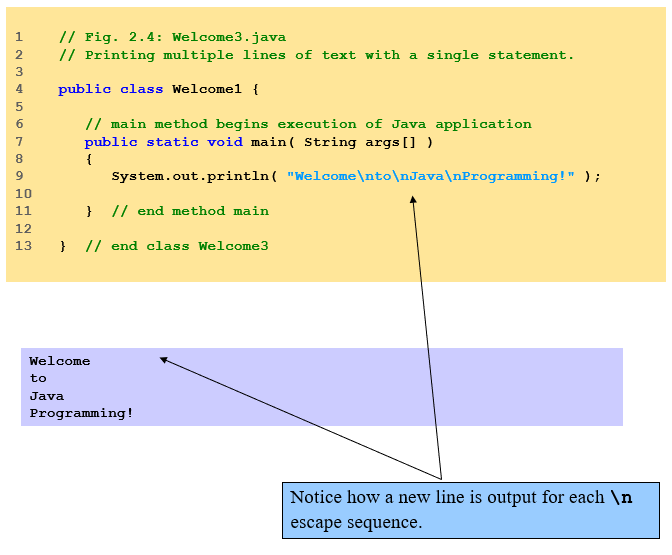 1 // Fig. 2.4: Welcome3.java
2 // Printing multiple lines of text with a single statement.
3
4 public class Welcome1 {
5
6 // main method begins execution of Java application
7 public static void main( String args[] )
8 {
9 System.out.println( "Welcome\nto\nJava\nProgramming!" );
10
11 } // end method main
12
13 } // end class Welcome3
Welcome
to
Java
Programming!
Notice how a new line is output for each \n
escape sequence.